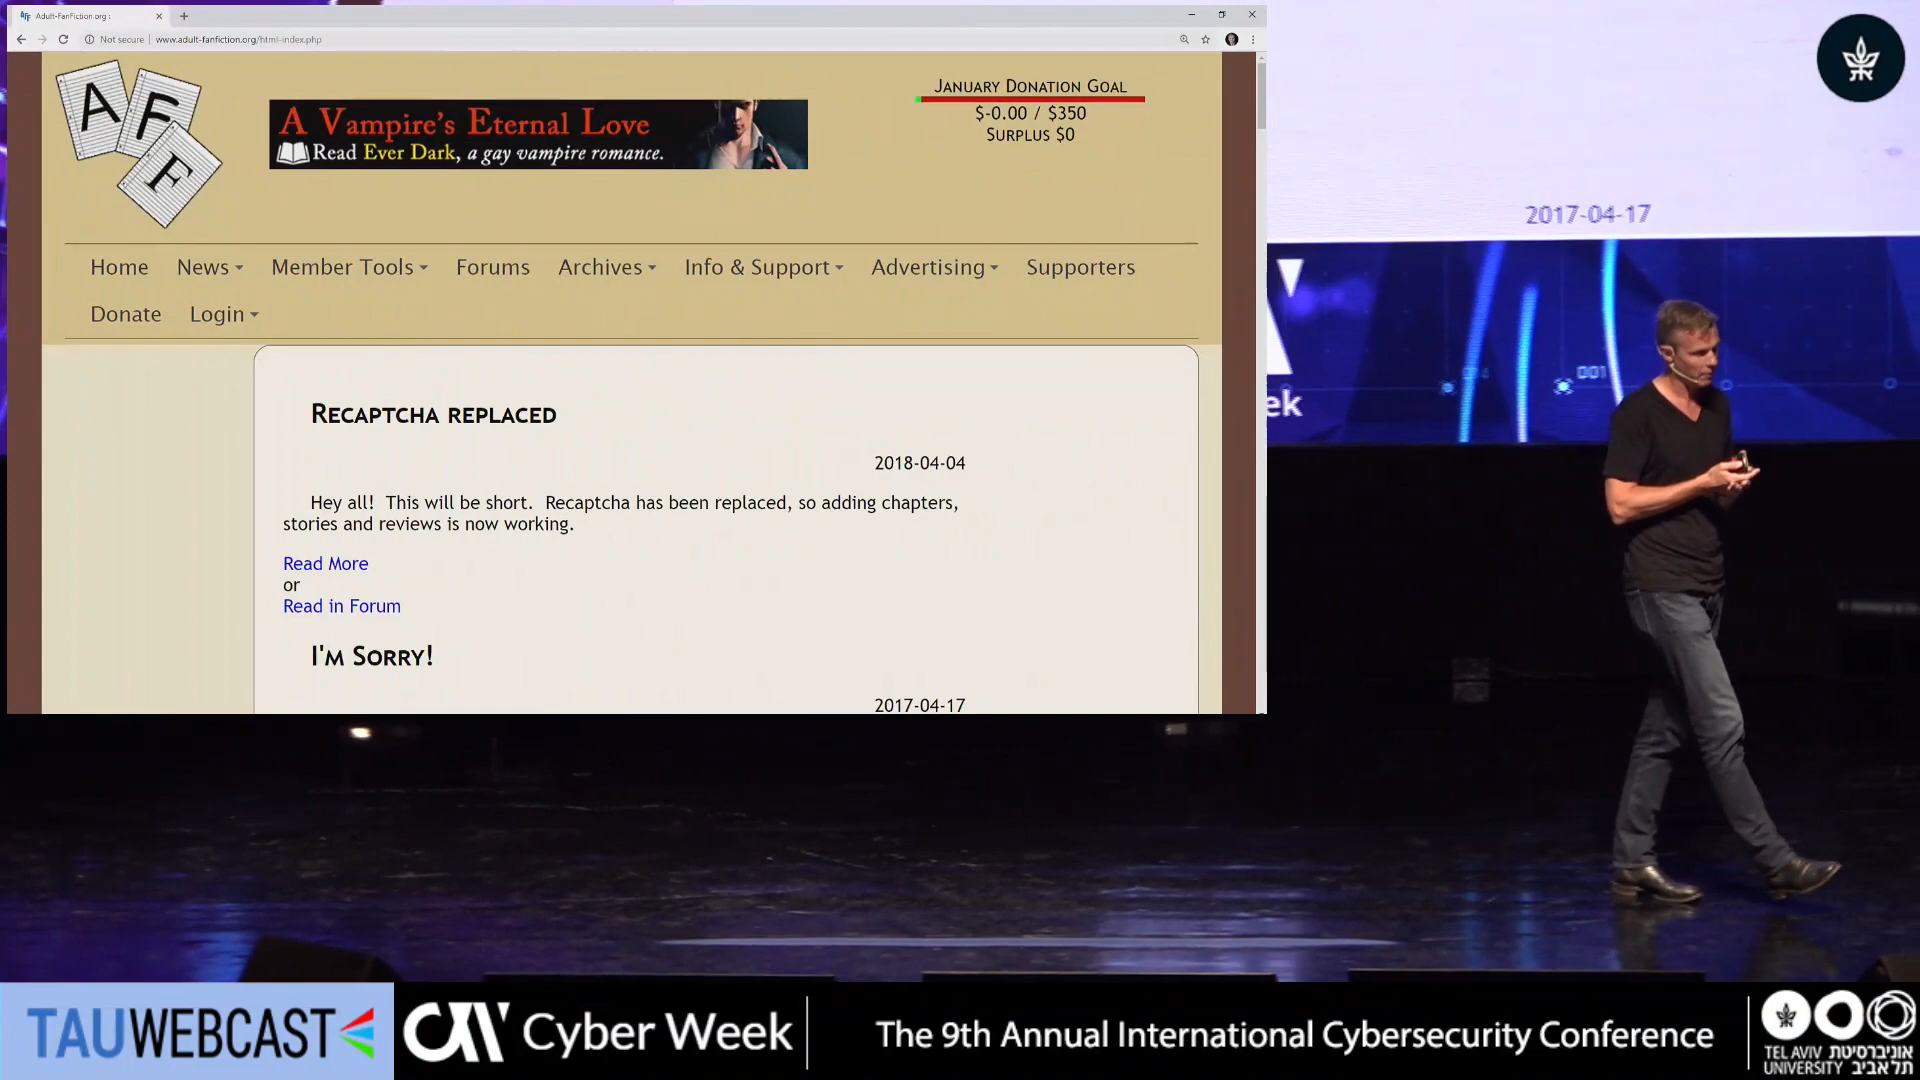 Adult-FanFiction.org :
Not secure | www.adult-fanfiction.org/html-index.php
A
F
F
A Vampire's Eternal Love
Read Ever Dark, a gay vampire romance.
January Donation Goal
$-0.00 / $350
Surplus $0
Home News Member Tools Forums Archives Info & Support Advertising Supporters
Donate Login
Recaptcha replaced
2018-04-04
Hey all! This will be short. Recaptcha has been replaced, so adding chapters,
stories and reviews is now working.
Read More
or
Read in Forum
I'm Sorry!
2017-04-17
2017-04-17
001
ek
TAUWEBCAST
Cyber Week
The 9th Annual International Cybersecurity Conference
TEL AVIV אוניברסיטת
UNIVERSITY תל אביב